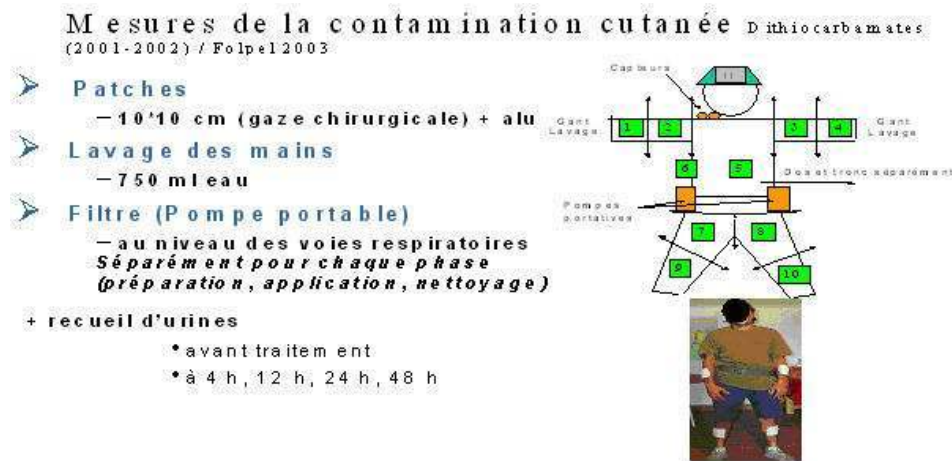 Mesures de la contamination cutanée Dithiocarbamates
(2001-2002) / Folpel 2003
Patches
–10*10 cm (gaze chirurgicale) + alu
Lavage des mains
–750 ml eau
Filtre (Pompe portable)
–au niveau des voies respiratoires
Séparément pour chaque phase
(préparation, application, nettoyage)
+ recueil d'urines
•avant traitement
•à 4 h, 12 h, 24 h, 48 h
Capteurs
11
Gant
Lavage
1 2 3 4
Gant
Lavage
6 5
Dos et tronc séparément
Pompes
portatives
7 8
9 10